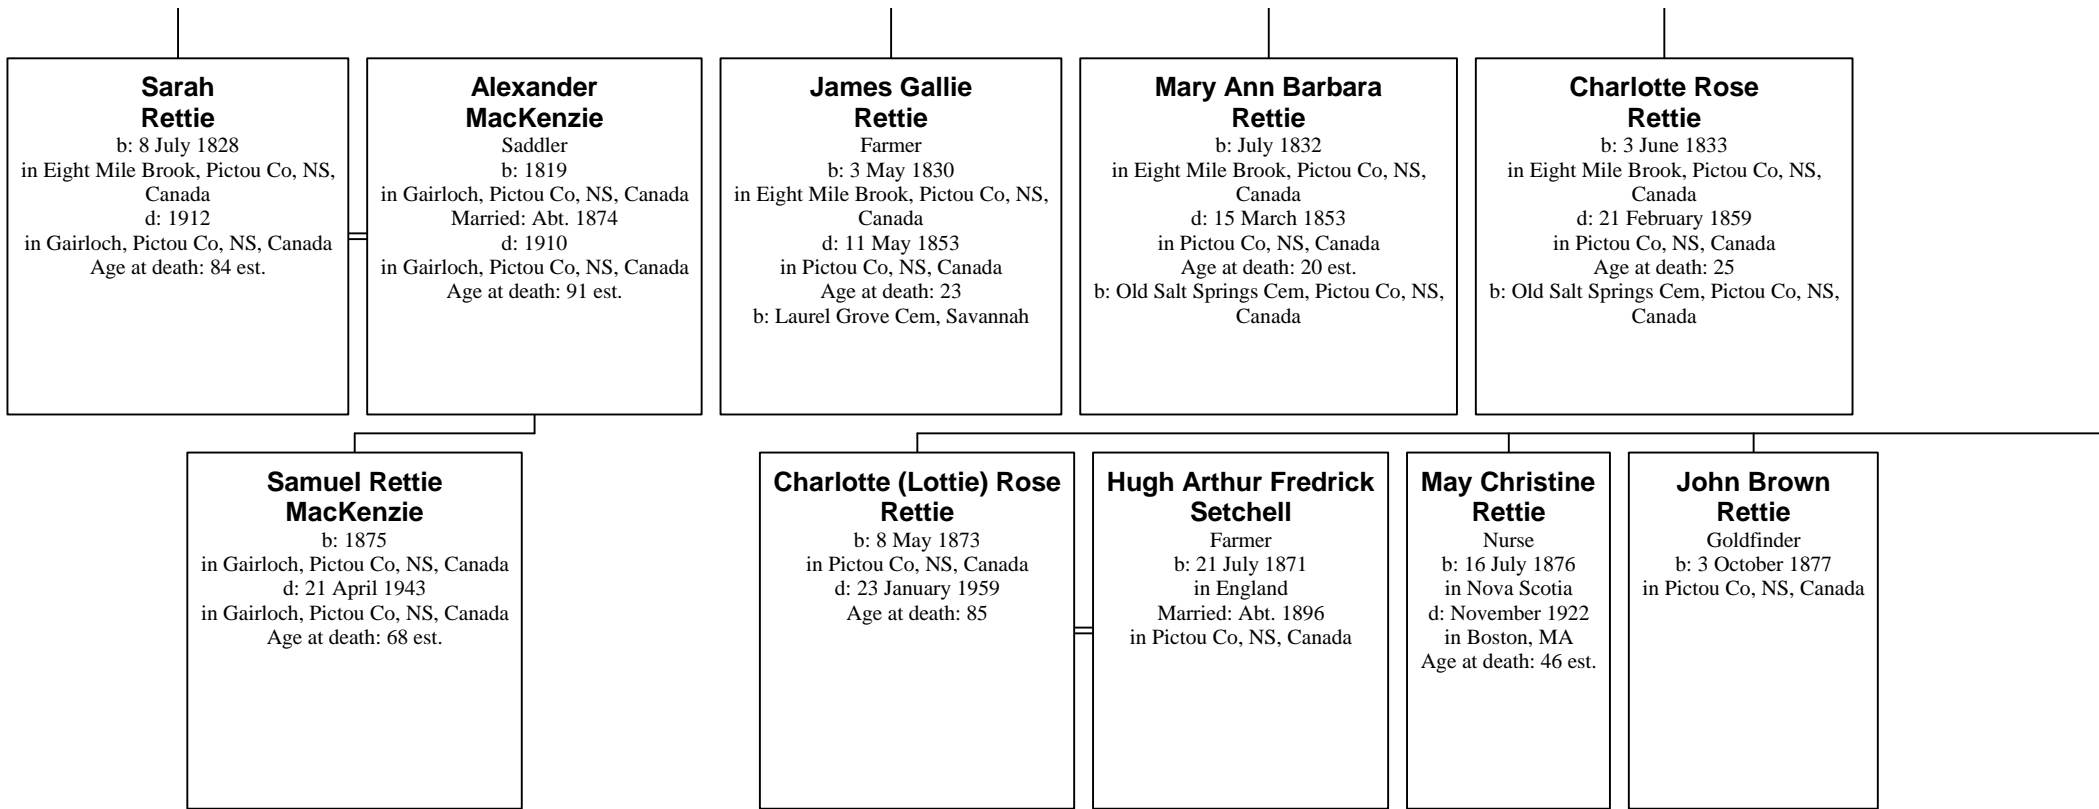 Sarah
Rettie
b: 8 July 1828
in Eight Mile Brook, Pictou Co, NS,
Canada
d: 1912
in Gairloch, Pictou Co, NS, Canada
Age at death: 84 est.
Alexander
MacKenzie
Saddler
b: 1819
in Gairloch, Pictou Co, NS, Canada
Married: Abt. 1874
d: 1910
in Gairloch, Pictou Co, NS, Canada
Age at death: 91 est.
James Gallie
Rettie
Farmer
b: 3 May 1830
in Eight Mile Brook, Pictou Co, NS,
Canada
d: 11 May 1853
in Pictou Co, NS, Canada
Age at death: 23
b: Laurel Grove Cem, Savannah
Mary Ann Barbara
Rettie
b: July 1832
in Eight Mile Brook, Pictou Co, NS,
Canada
d: 15 March 1853
in Pictou Co, NS, Canada
Age at death: 20 est.
b: Old Salt Springs Cem, Pictou Co, NS,
Canada
Charlotte Rose
Rettie
b: 3 June 1833
in Eight Mile Brook, Pictou Co, NS,
Canada
d: 21 February 1859
in Pictou Co, NS, Canada
Age at death: 25
b: Old Salt Springs Cem, Pictou Co, NS,
Canada
Samuel Rettie
MacKenzie
b: 1875
in Gairloch, Pictou Co, NS, Canada
d: 21 April 1943
in Gairloch, Pictou Co, NS, Canada
Age at death: 68 est.
Charlotte (Lottie) Rose
Rettie
b: 8 May 1873
in Pictou Co, NS, Canada
d: 23 January 1959
Age at death: 85
Hugh Arthur Fredrick
Setchell
Farmer
b: 21 July 1871
in England
Married: Abt. 1896
in Pictou Co, NS, Canada
May Christine
Rettie
Nurse
b: 16 July 1876
in Nova Scotia
d: November 1922
in Boston, MA
Age at death: 46 est.
John Brown
Rettie
Goldfinder
b: 3 October 1877
in Pictou Co, NS, Canada